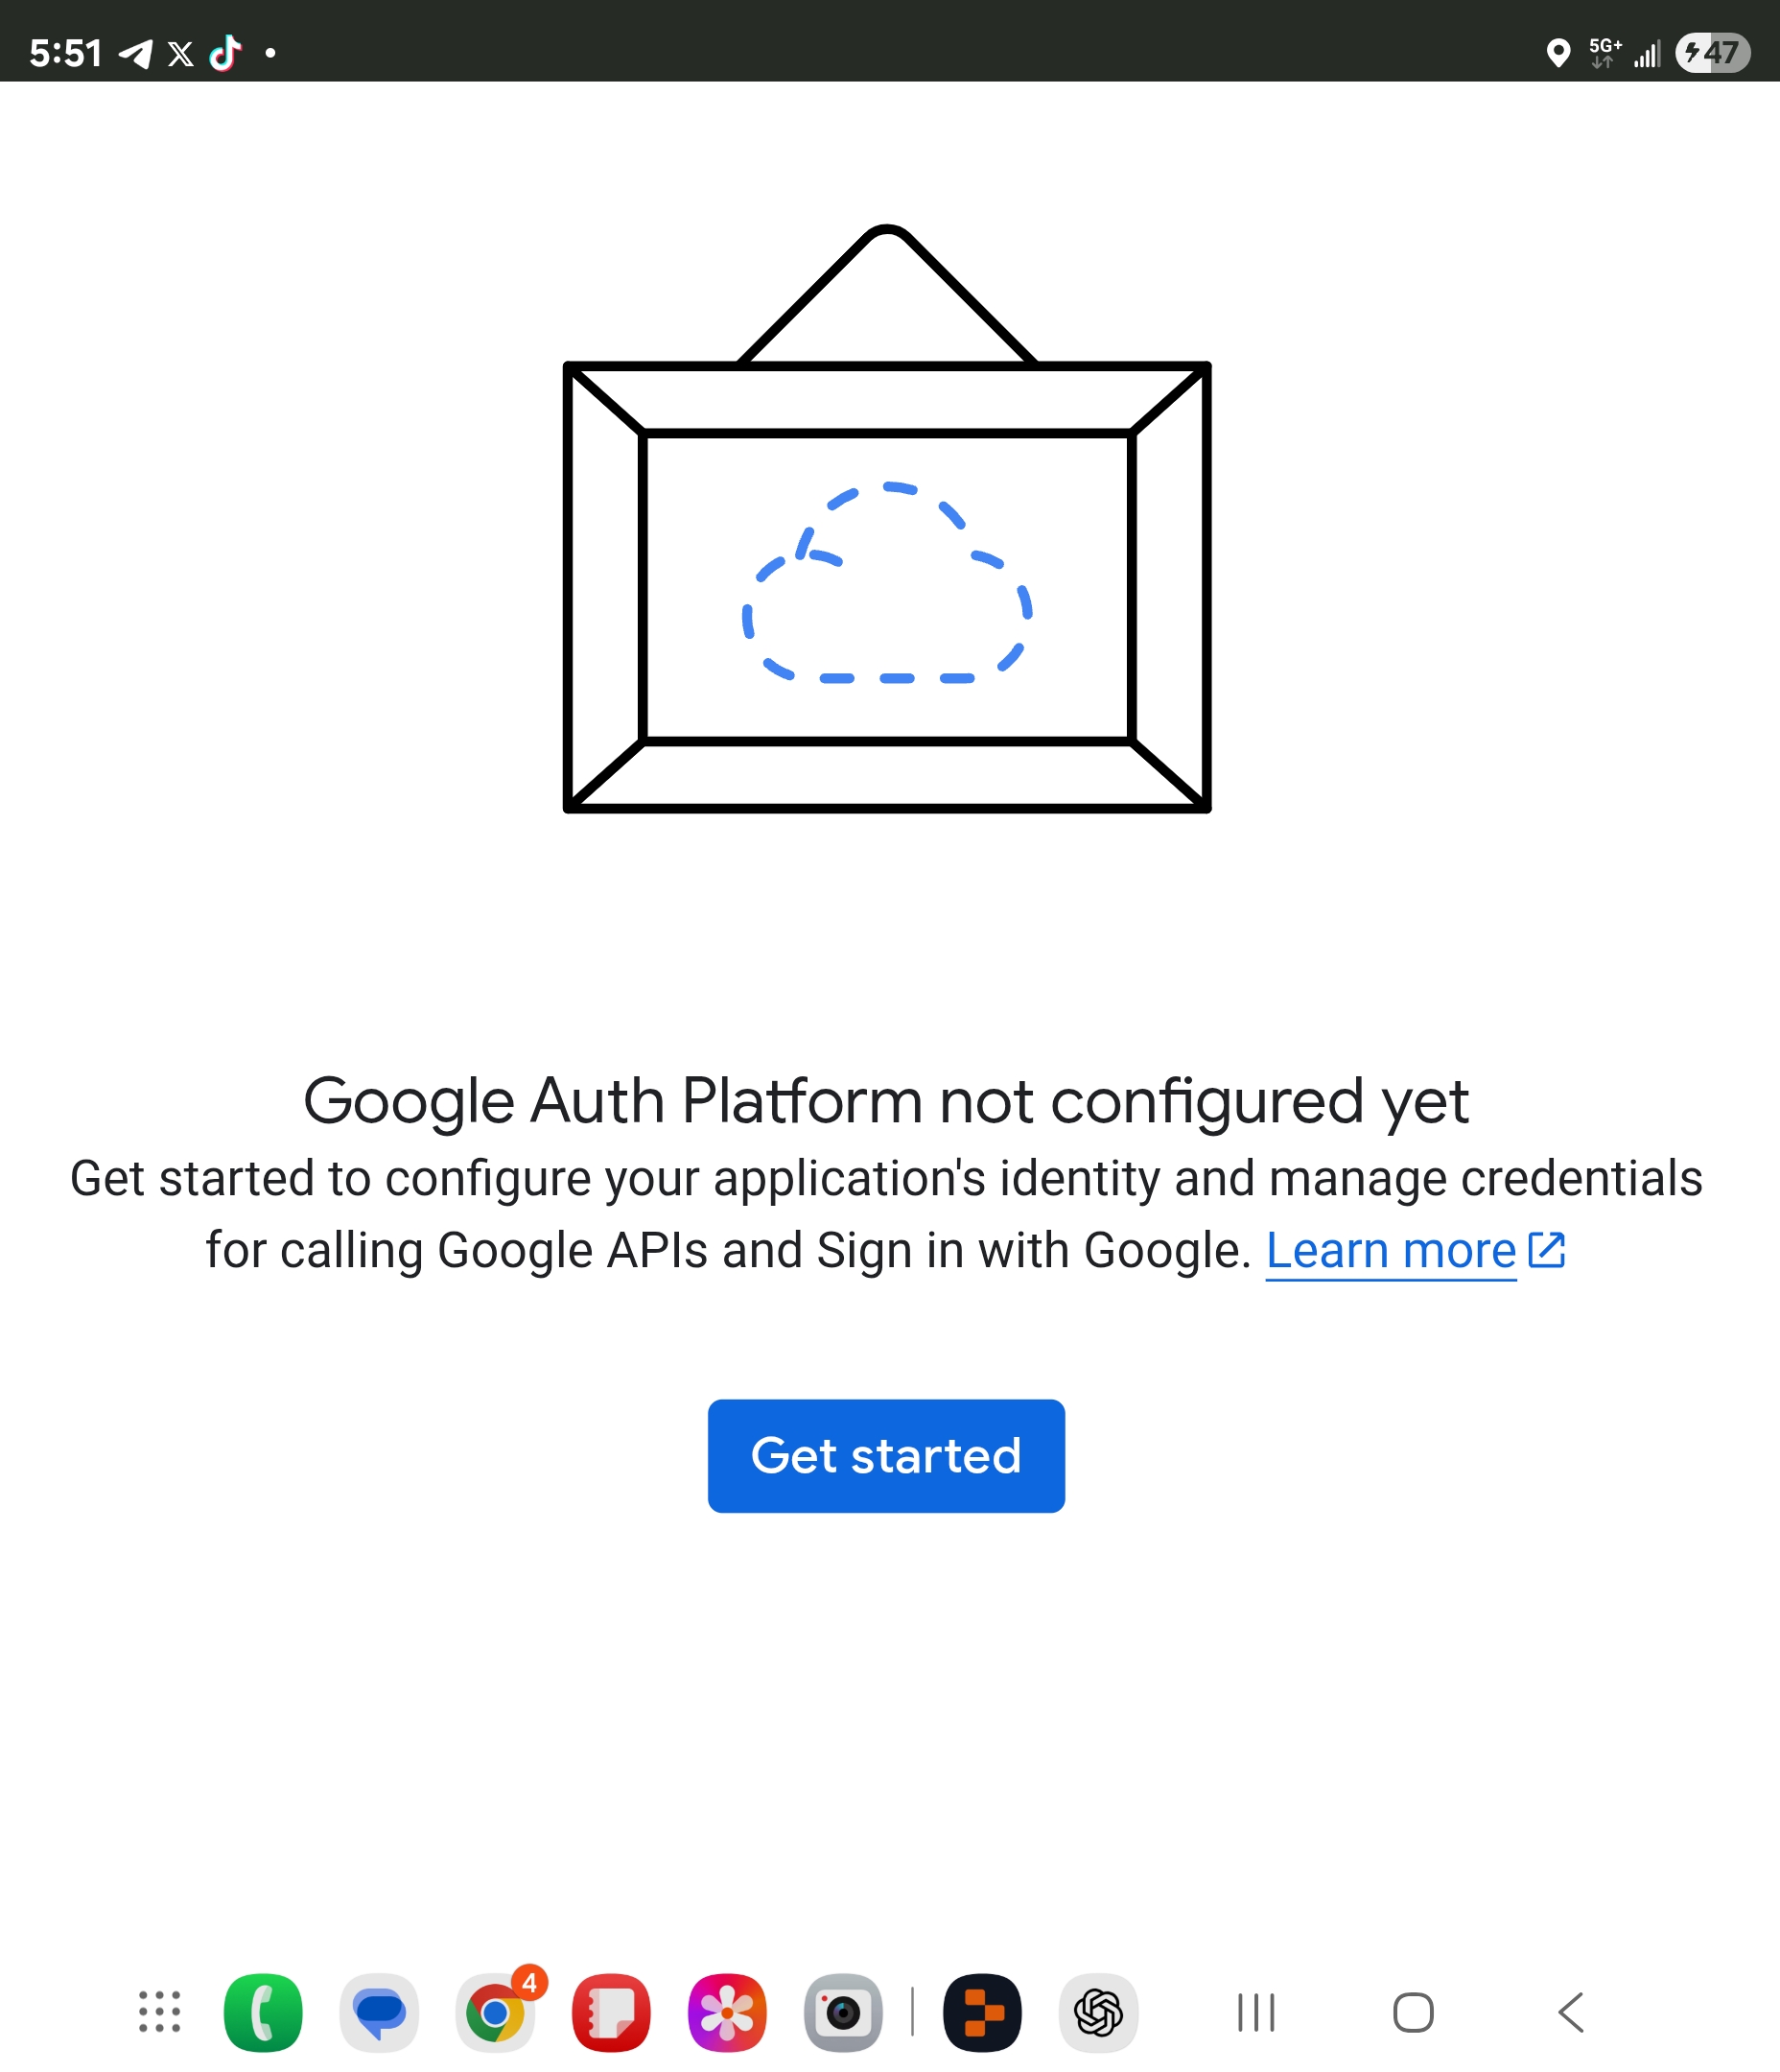 5:51
5G+
47
Google Auth Platform not configured yet
Get started to configure your application's identity and manage credentials
for calling Google APIs and Sign in with Google. Learn more
Get started
4